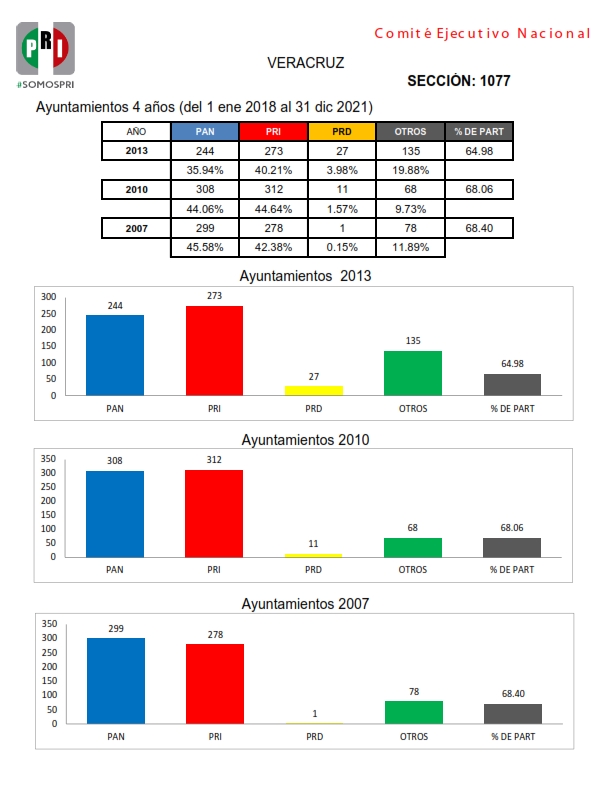 Comité Ejecutivo Nacional
PRI
#SOMOSPRI
VERACRUZ
SECCIÓN: 1077
Ayuntamientos 4 años (del 1 ene 2018 al 31 dic 2021)
AÑO PAN PRI PRD OTROS % DE PART
2013 244 273 27 135 64.98
35.94% 40.21% 3.98% 19.88%
2010 308 312 11 68 68.06
44.06% 44.64% 1.57% 9.73%
2007 299 278 1 78 68.40
45.58% 42.38% 0.15% 11.89%
Ayuntamientos 2013
300
250
200
150
100
50
0
244 273 27 135 64.98
PAN PRI PRD OTROS % DE PART
Ayuntamientos 2010
350
300
250
200
150
100
50
0
308 312 11 68 68.06
PAN PRI PRD OTROS % DE PART
Ayuntamientos 2007
350
300
250
200
150
100
50
0
299 278 1 78 68.40
PAN PRI PRD OTROS % DE PART